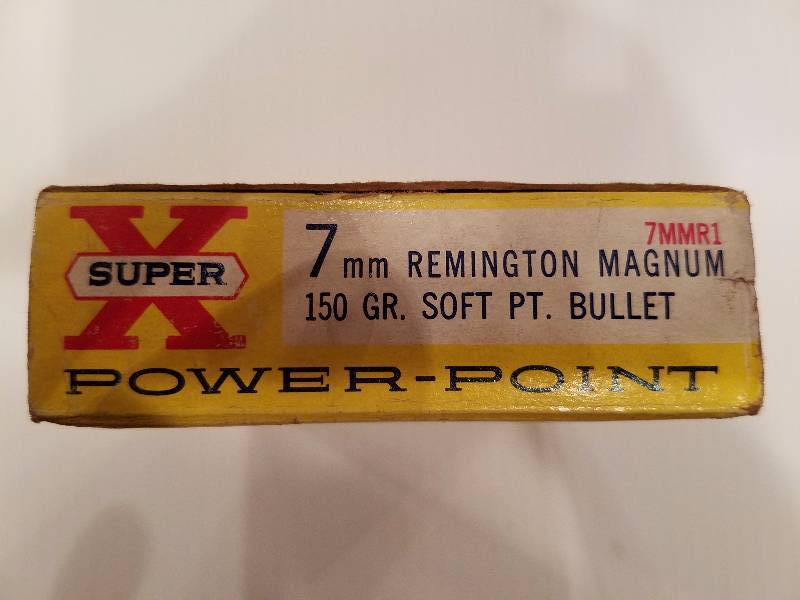 X
SUPER
7MMR1
7mm REMINGTON MAGNUM
150 GR. SOFT PT. BULLET
POWER-POINT